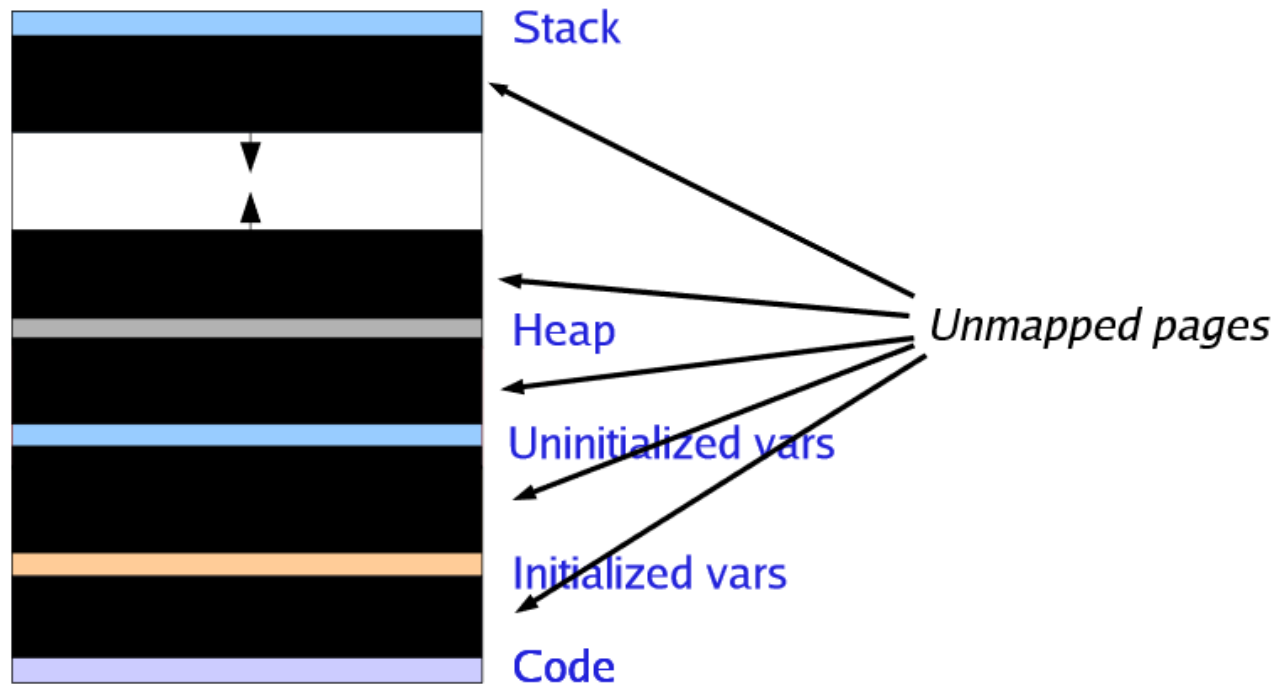 Stack
Heap
Unmapped pages
Uninitialized vars
Initialized vars
Code